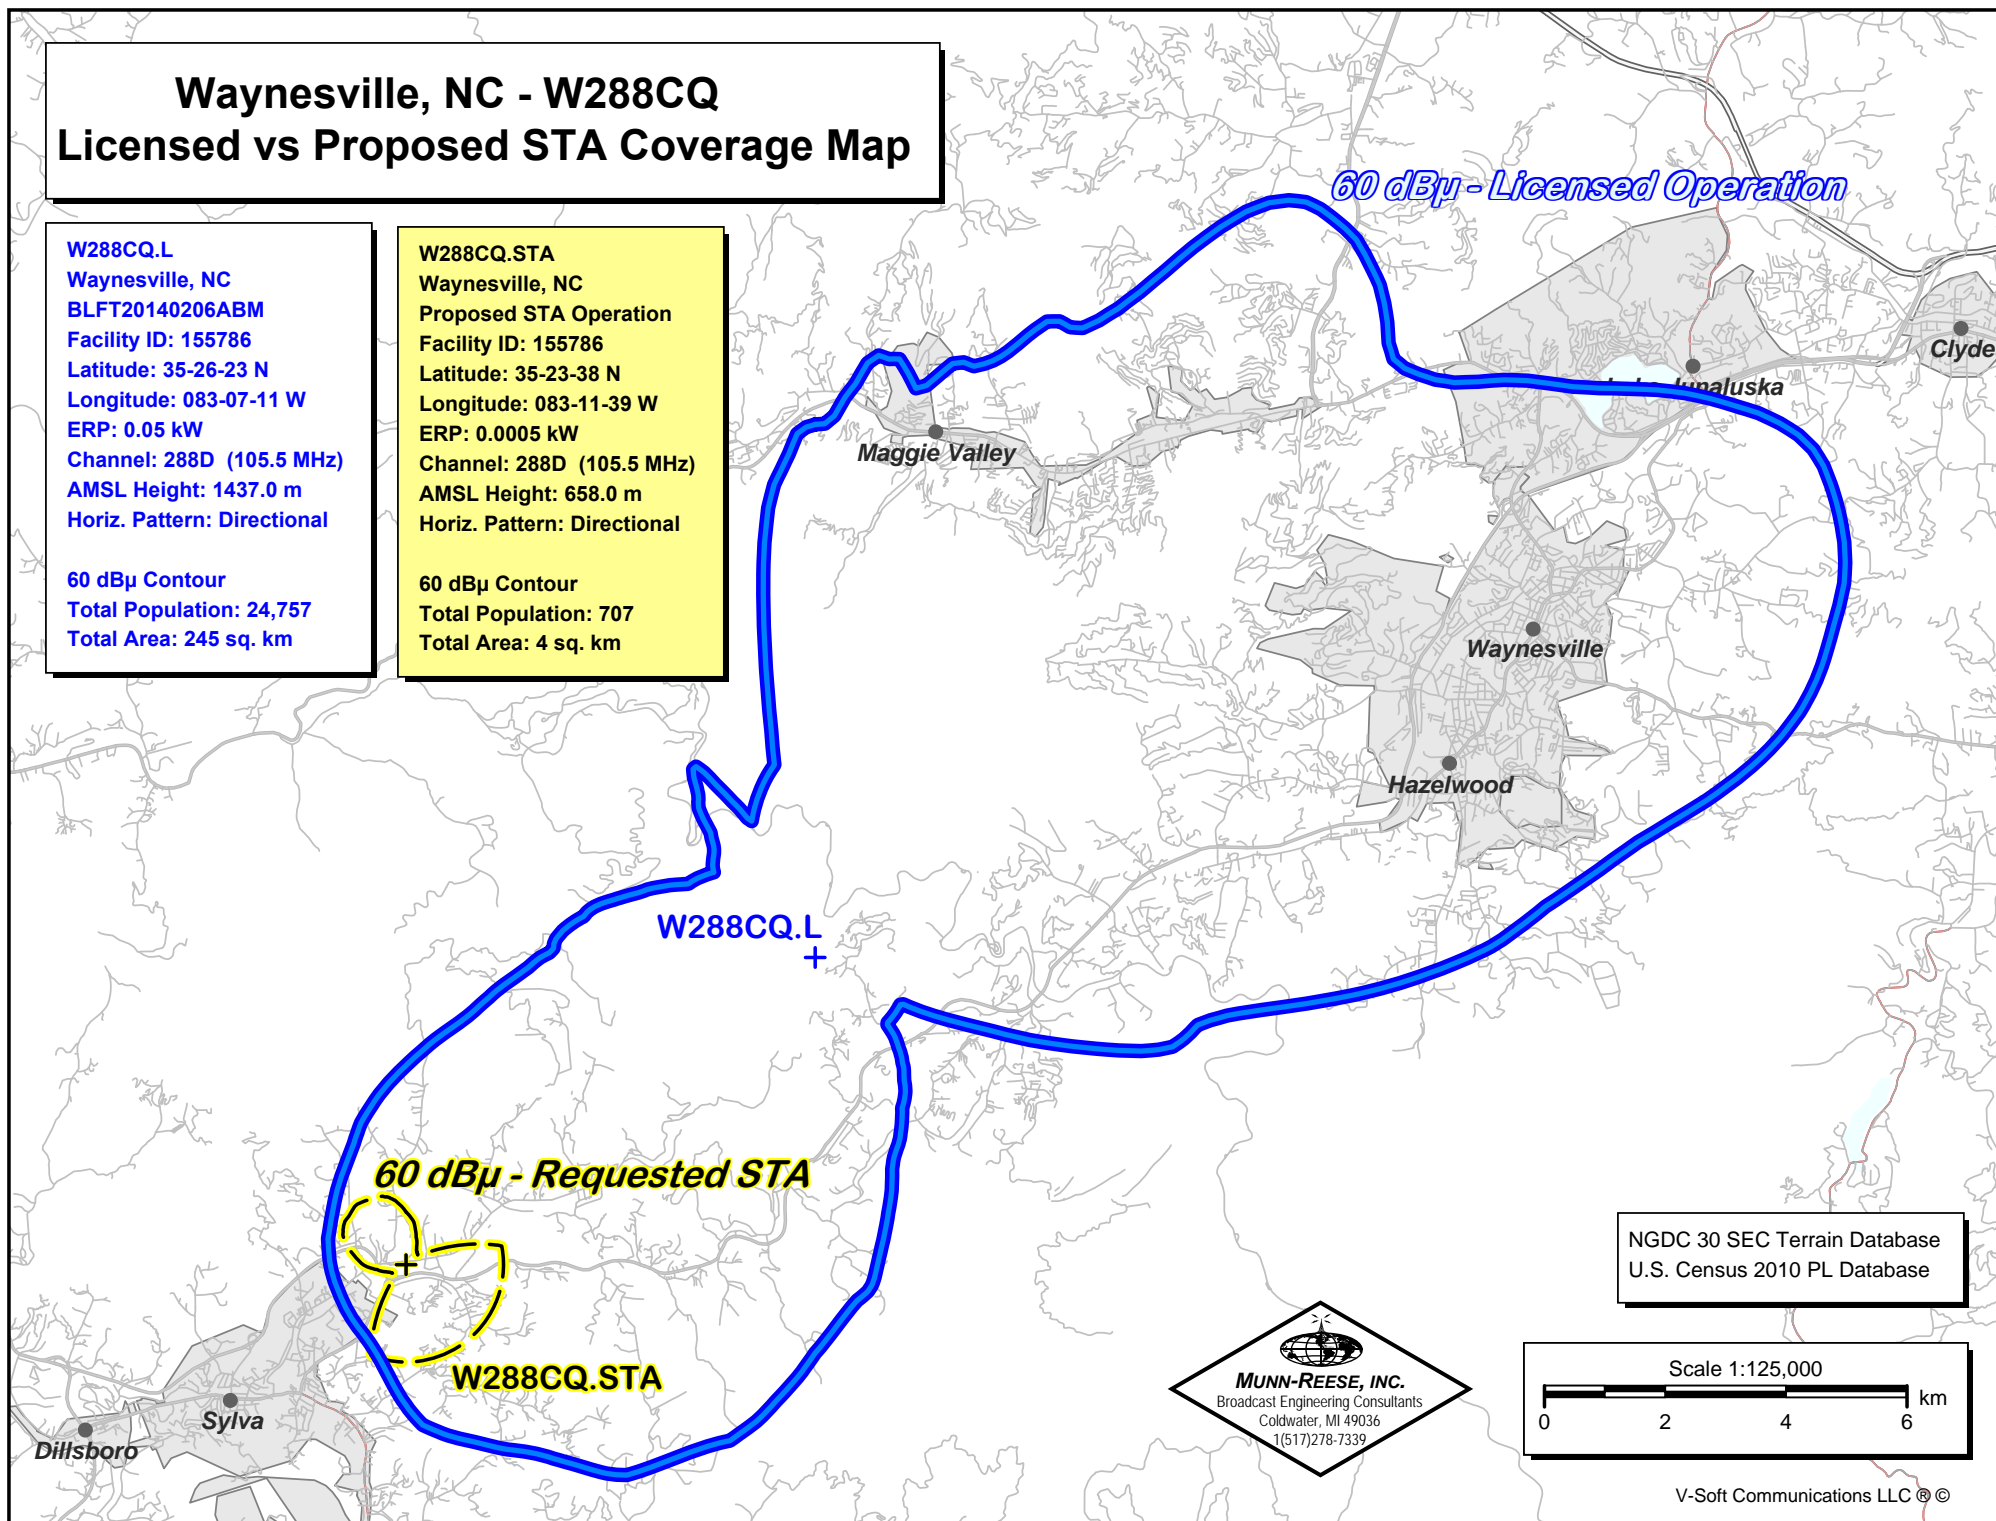 Waynesville, NC - W288CQ
Licensed vs Proposed STA Coverage Map
W288CQ.L
Waynesville, NC
BLFT20140206ABM
Facility ID: 155786
Latitude: 35-26-23 N
Longitude: 083-07-11 W
ERP: 0.05 kW
Channel: 288D (105.5 MHz)
AMSL Height: 1437.0 m
Horiz. Pattern: Directional
60 dBµ Contour
Total Population: 24,757
Total Area: 245 sq. km
W288CQ.STA
Waynesville, NC
Proposed STA Operation
Facility ID: 155786
Latitude: 35-23-38 N
Longitude: 083-11-39 W
ERP: 0.0005 kW
Channel: 288D (105.5 MHz)
AMSL Height: 658.0 m
Horiz. Pattern: Directional
60 dBµ Contour
Total Population: 707
Total Area: 4 sq. km
60 dBµ - Licensed Operation
Clyde
Junaluska
Maggie Valley
Waynesville
Hazelwood
W288CQ.L
60 dBµ - Requested STA
W288CQ.STA
Sylva
Dillsboro
NGDC 30 SEC Terrain Database
U.S. Census 2010 PL Database
MUNN-REESE, INC.
Broadcast Engineering Consultants
Coldwater, MI 49036
1(517)278-7339
Scale 1:125,000
km
0 2 4 6
V-Soft Communications LLC ® ©